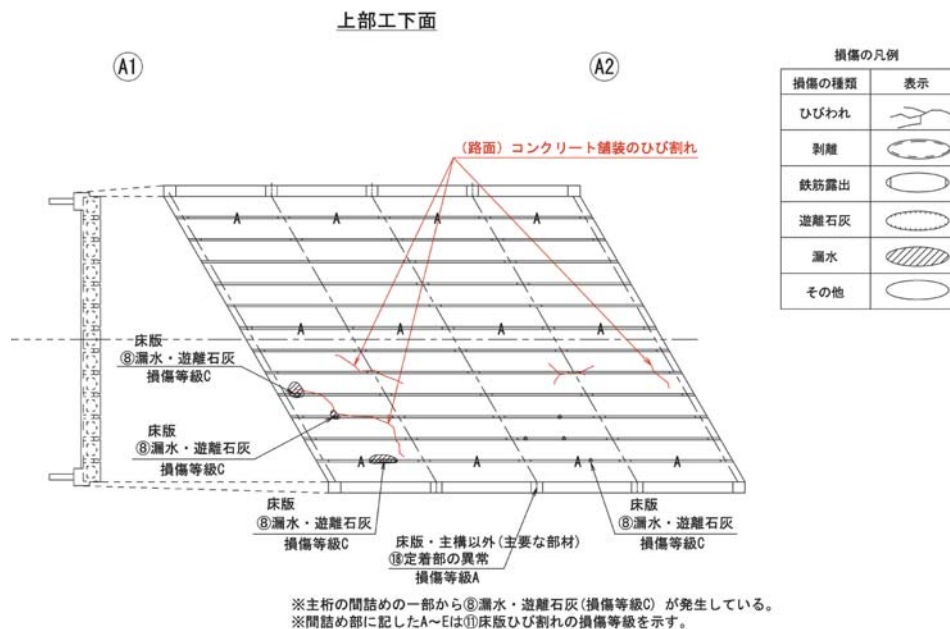 上部工下面
A1
A2
損傷の凡例
損傷の種類 表示
ひびわれ
剥離
鉄筋露出
遊離石灰
漏水
その他
(路面)コンクリート舗装のひび割れ
A A A A
A A A A
床版
⑧漏水・遊離石灰
損傷等級C
床版
⑧漏水・遊離石灰
損傷等級C
A A A A
床版
⑧漏水・遊離石灰
損傷等級C
床版・主構以外(主要な部材)
⑯定着部の異常
損傷等級A
床版
⑧漏水・遊離石灰
損傷等級C
※主桁の間詰めの一部から⑧漏水・遊離石灰(損傷等級C) が発生している。
※間詰め部に記したA～Eは⑪床版ひび割れの損傷等級を示す。